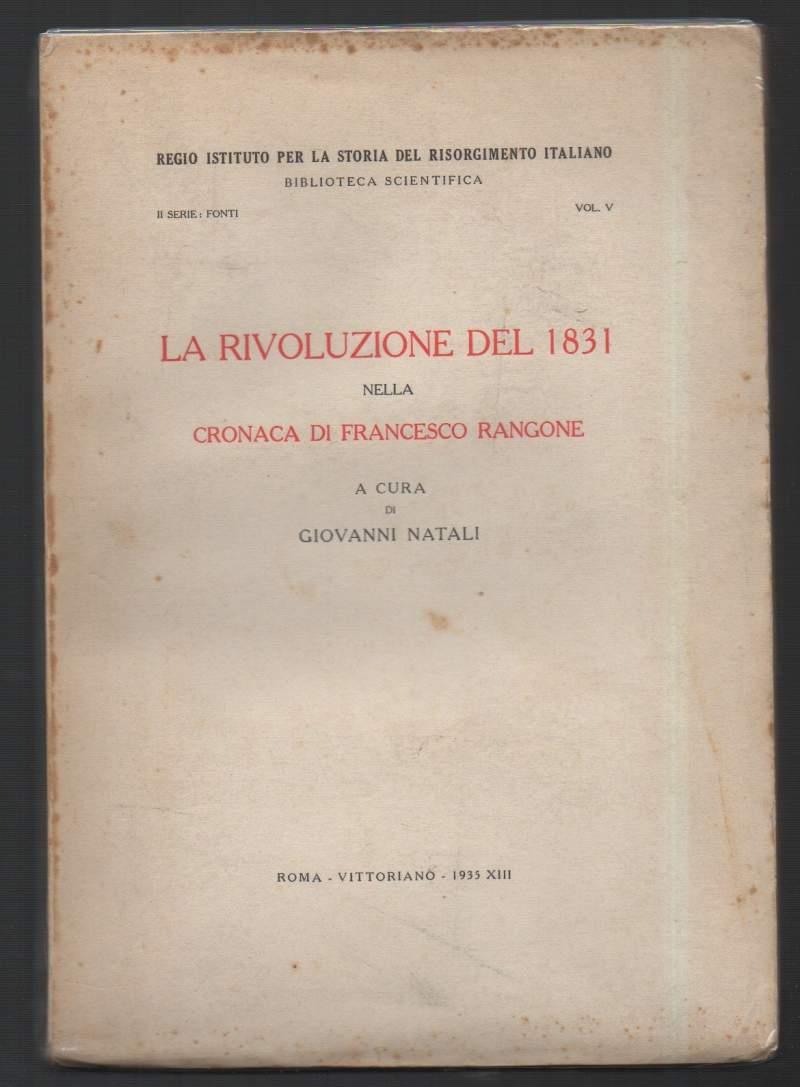 REGIO ISTITUTO PER LA STORIA DEL RISORGIMENTO ITALIANO
BIBLIOTECA SCIENTIFICA
II SERIE: FONTI VOL. V
LA RIVOLUZIONE DEL 1831
NELLA
CRONACA DI FRANCESCO RANGONE
A CURA
DI
GIOVANNI NATALI
ROMA - VITTORIANO - 1935 XIII